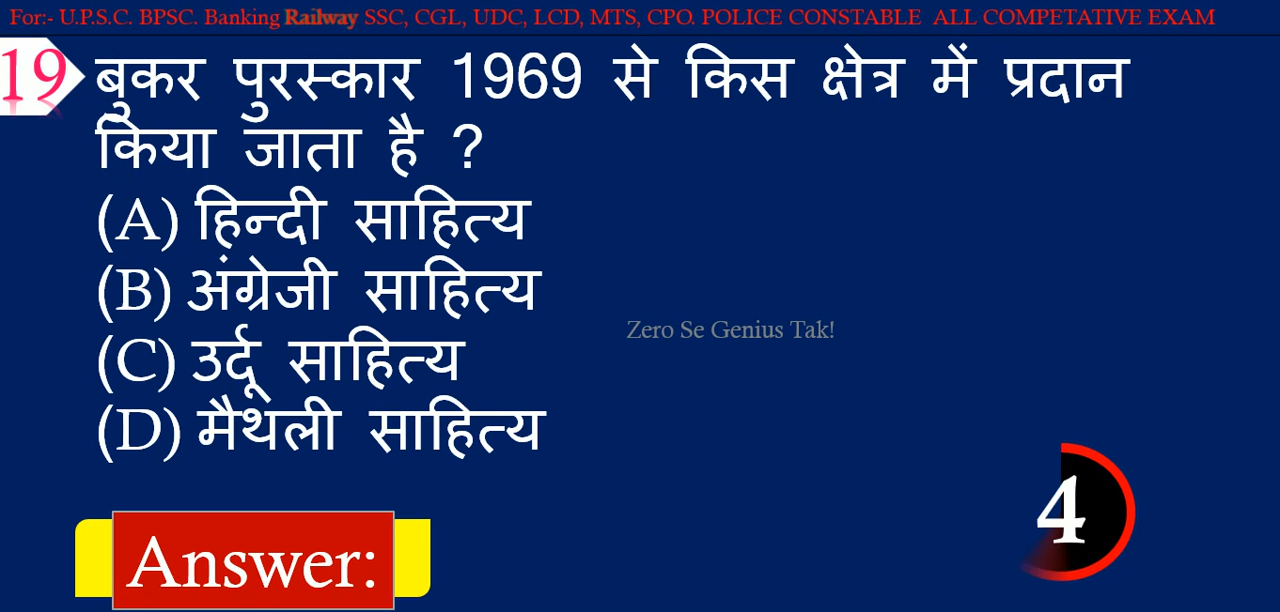 For:- U.P.S.C. BPSC. Banking Railway SSC, CGL, UDC, LCD, MTS, CPO. POLICE CONSTABLE ALL COMPETATIVE EXAM
19 बुकर पुरस्कार 1969 से किस क्षेत्र में प्रदान
किया जाता है ?
(A) हिन्दी साहित्य
(B) अंग्रेजी साहित्य
Zero Se Genius Tak!
(C) उर्दू साहित्य
(D) मैथली साहित्य
4
Answer: